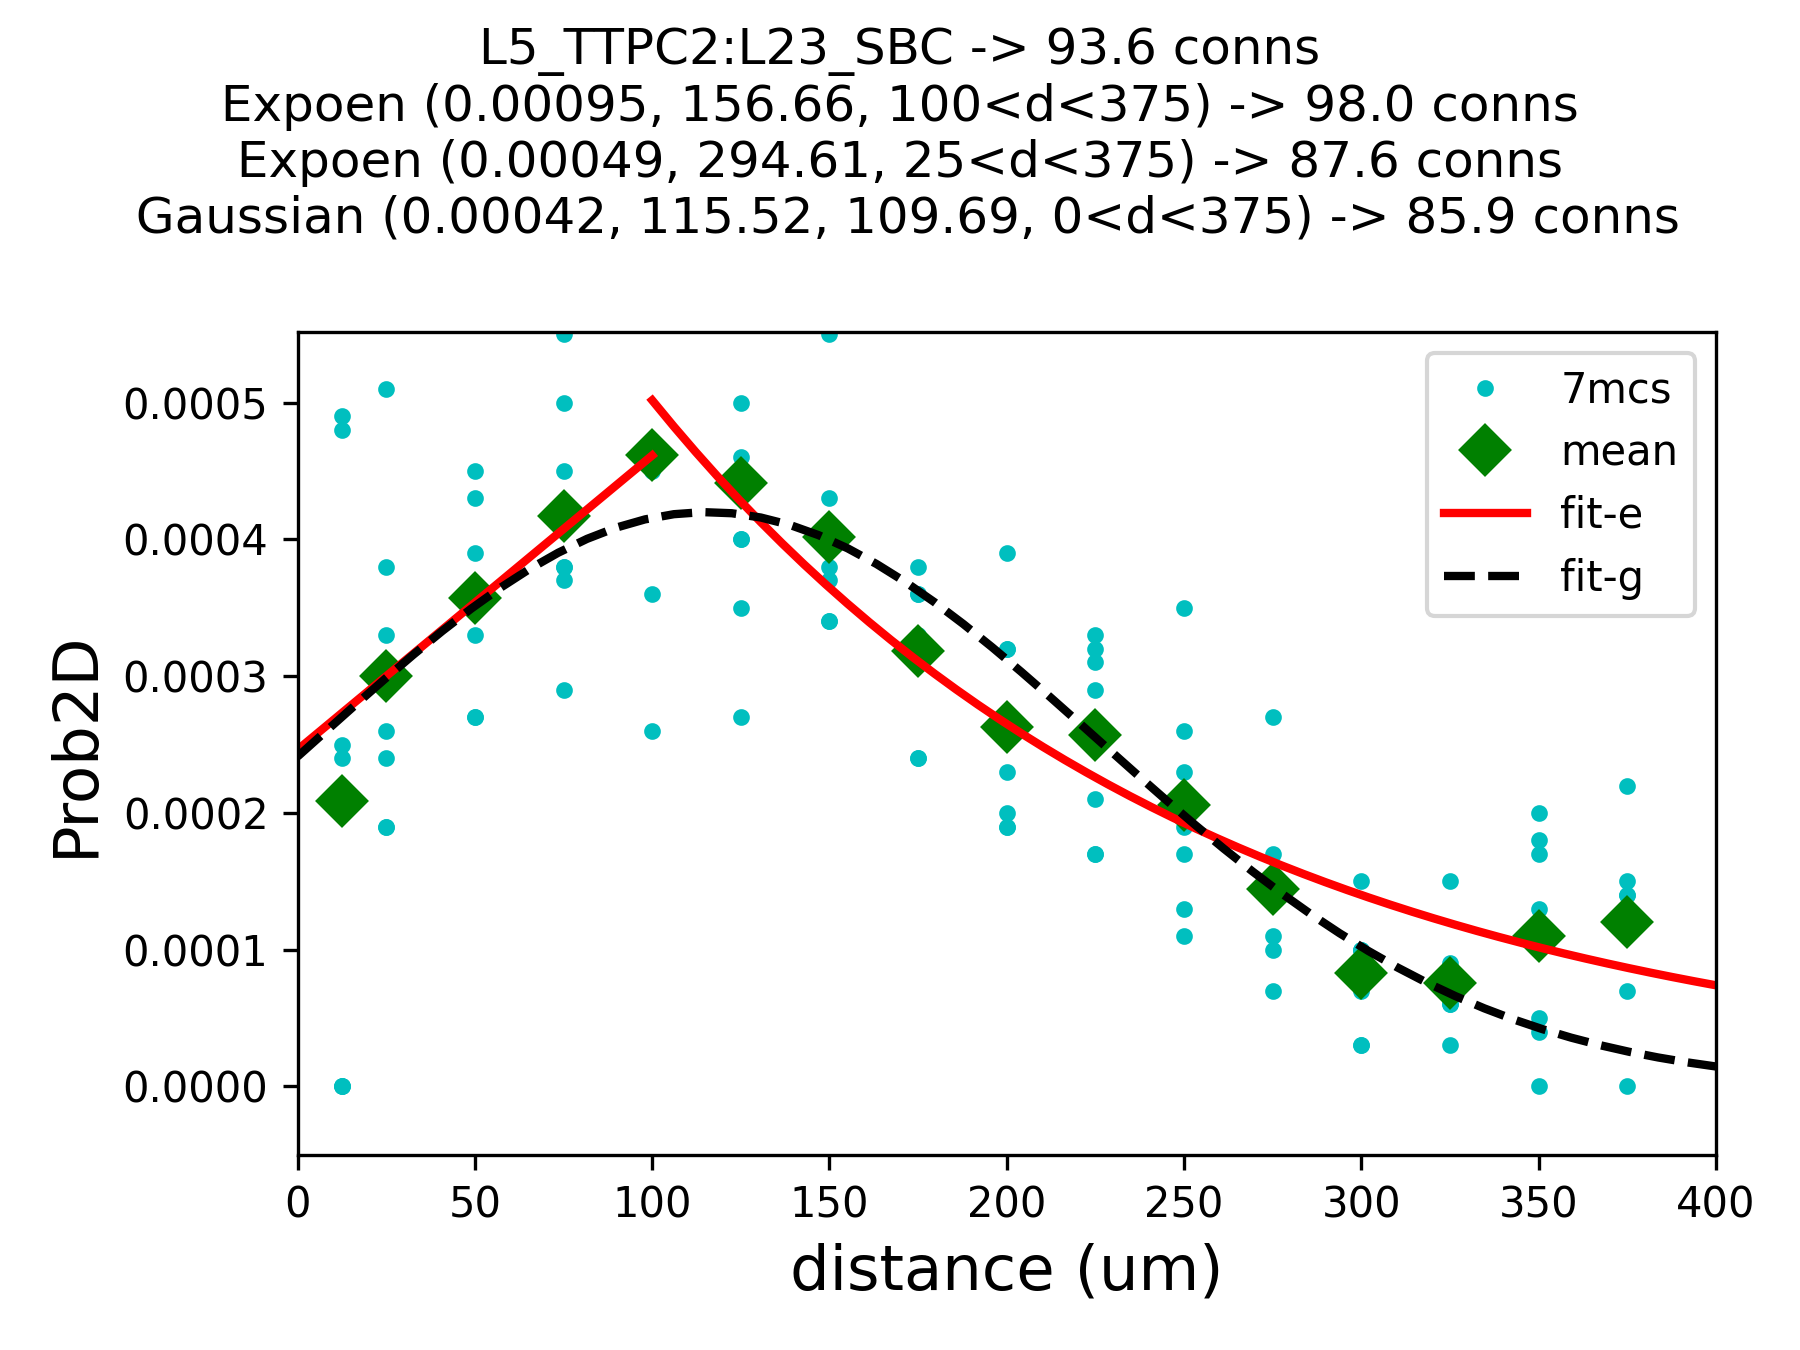 L5_TTPC2:L23_SBC -> 93.6 conns
Expoen (0.00095, 156.66, 100<d<375) -> 98.0 conns
Expoen (0.00049, 294.61, 25<d<375) -> 87.6 conns
Gaussian (0.00042, 115.52, 109.69, 0<d<375) -> 85.9 conns
7mcs
mean
fit-e
fit-g
Prob2D
0.0005
0.0004
0.0003
0.0002
0.0001
0.0000
0 50 100 150 200 250 300 350 400
distance (um)